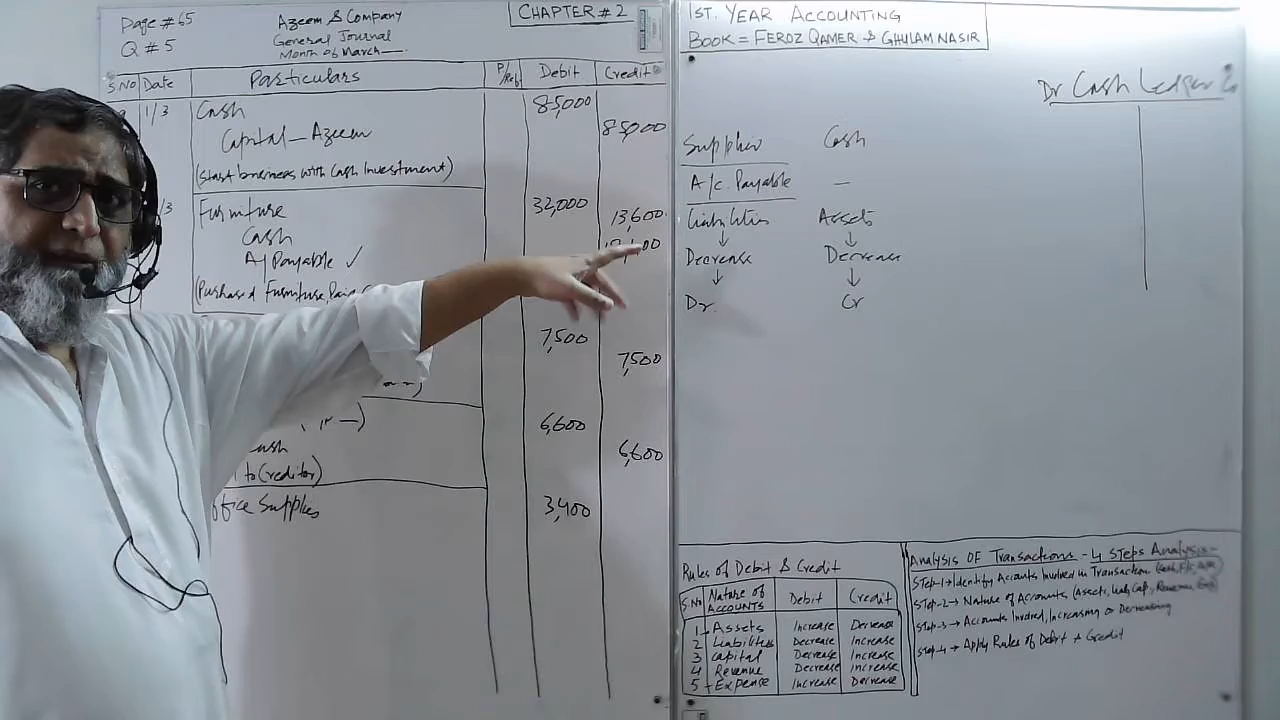 Page # 65
Q # 5
Azeem & Company
General Journal
Month of March
CHAPTER # 2
S.No Date Particulars P/Ref Debit Credit
1/3 Cash 85,000
Capital - Azeem 85,000
(Start business with Cash Investment)
/3 Furniture 32,000
Cash 13,600
A/Payable ✓
(Purchased Furniture, Paid
7,500
7,500
6,600
Cash 6,600
to Creditor)
Office Supplies 3,400
1ST. YEAR ACCOUNTING
BOOK = FEROZ QAMER & GHULAM NASIR
Dr Cash Ledger
Supplier Cash
A/c. Payable —
Liabilities Assets
↓ ↓
Decrease Decrease
↓ ↓
Dr. Cr
Rules of Debit & Credit
S.No Nature of ACCOUNTS Debit Credit
1 Assets Increase Decrease
2 Liabilities Decrease Increase
3 Capital Decrease Increase
4 Revenue Decrease Increase
5 Expense Increase Decrease
ANALYSIS OF Transactions - 4 STEPS Analysis-
STEP-1 → Identify Accounts Involved in Transaction (Cash, F/c, A/R)
STEP-2 → Nature of Accounts (Assets, Liab, Cap, Revenue, Exp)
STEP-3 → Accounts Involved, Increasing or Decreasing
STEP-4 → Apply Rules of Debit & Credit